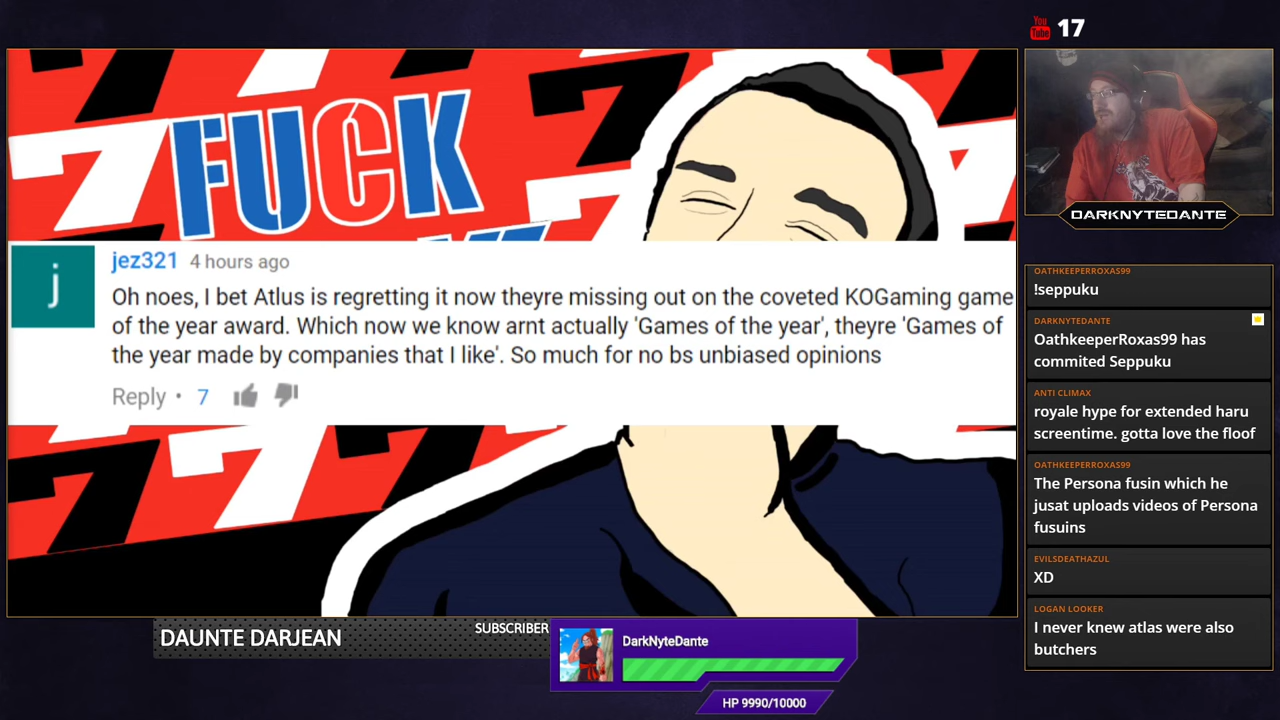 You
Tube 17
FUCK
jez321 4 hours ago
Oh noes, I bet Atlus is regretting it now theyre missing out on the coveted KOGaming game
of the year award. Which now we know arnt actually 'Games of the year', theyre 'Games of
the year made by companies that I like'. So much for no bs unbiased opinions
Reply • 7
j
DARKNYTEDANTE
OATHKEEPERROXAS99
!seppuku
DARKNYTEDANTE
OathkeeperRoxas99 has
commited Seppuku
ANTI CLIMAX
royale hype for extended haru
screentime. gotta love the floof
OATHKEEPERROXAS99
The Persona fusin which he
jusat uploads videos of Persona
fusuins
EVILSDEATHAZUL
XD
LOGAN LOOKER
I never knew atlas were also
butchers
DAUNTE DARJEAN
SUBSCRIBER
DarkNyteDante
HP 9990/10000